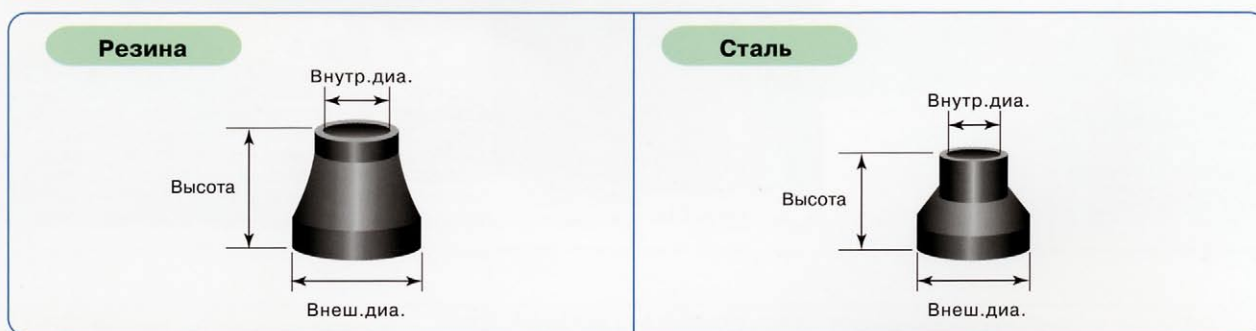 Резина
Внутр.диа.
Высота
Внеш.диа.
Сталь
Внутр.диа.
Высота
Внеш.диа.